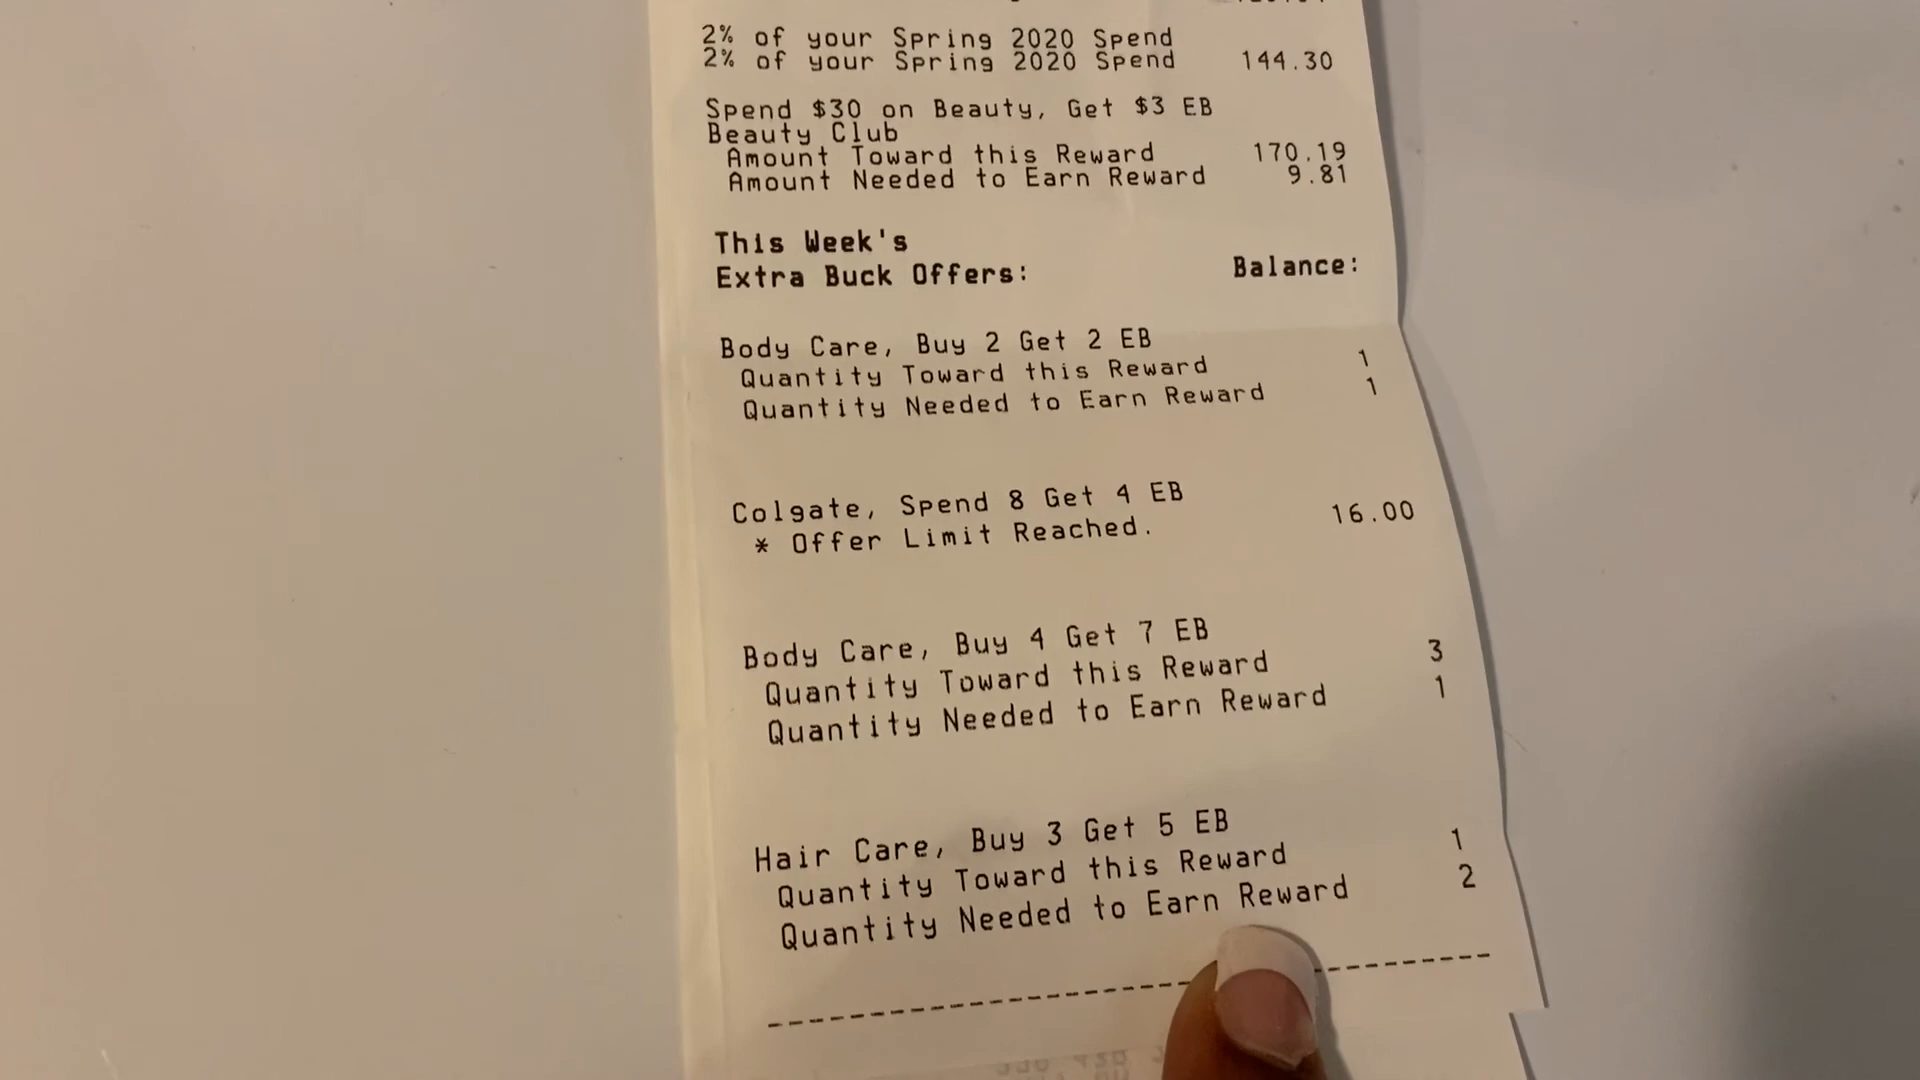 2% of your Spring 2020 Spend
2% of your Spring 2020 Spend 144.30
Spend $30 on Beauty, Get $3 EB
Beauty Club
Amount Toward this Reward 170.19
Amount Needed to Earn Reward 9.81
This Week's
Extra Buck Offers: Balance:
Body Care, Buy 2 Get 2 EB
Quantity Toward this Reward 1
Quantity Needed to Earn Reward 1
Colgate, Spend 8 Get 4 EB 16.00
* Offer Limit Reached.
Body Care, Buy 4 Get 7 EB
Quantity Toward this Reward 3
Quantity Needed to Earn Reward 1
Hair Care, Buy 3 Get 5 EB
Quantity Toward this Reward 1
Quantity Needed to Earn Reward 2